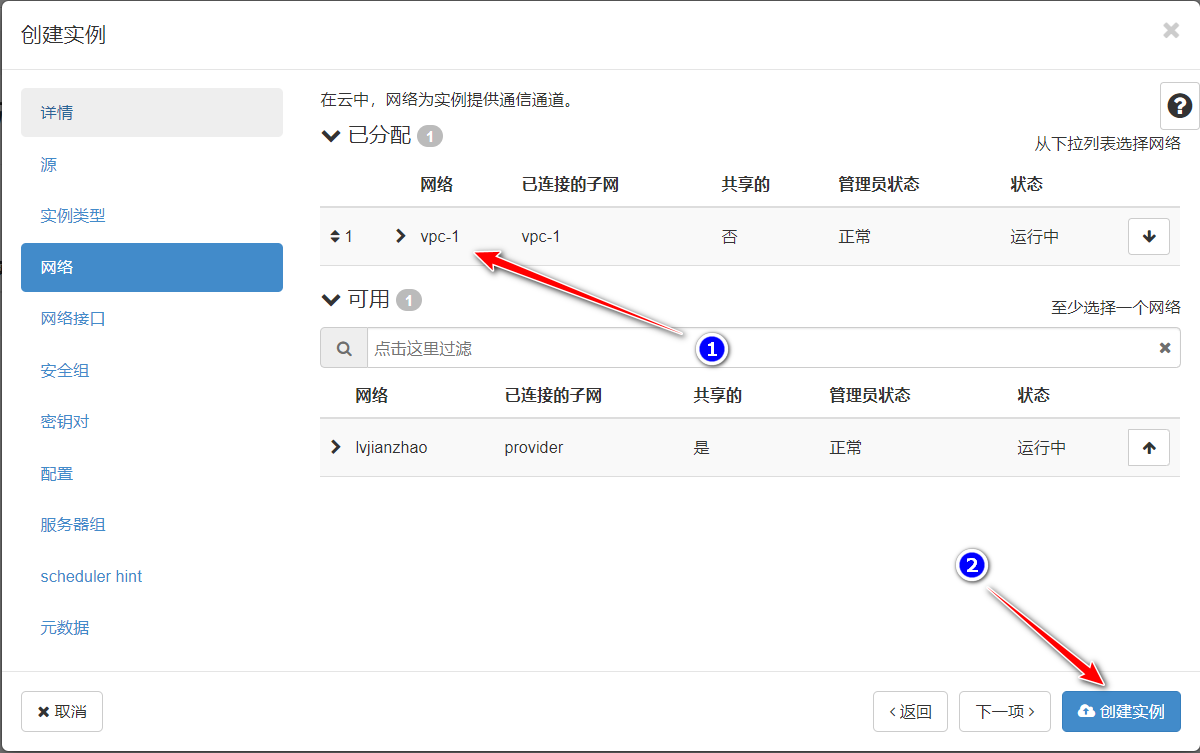 创建实例
详情
源
实例类型
网络
网络接口
安全组
密钥对
配置
服务器组
scheduler hint
元数据
在云中，网络为实例提供通信通道。
已分配 1
从下拉列表选择网络
网络 已连接的子网 共享的 管理员状态 状态
1 vpc-1 vpc-1 否 正常 运行中
可用 1
至少选择一个网络
点击这里过滤
1
网络 已连接的子网 共享的 管理员状态 状态
lvjianzhao provider 是 正常 运行中
2
取消 返回 下一项 创建实例